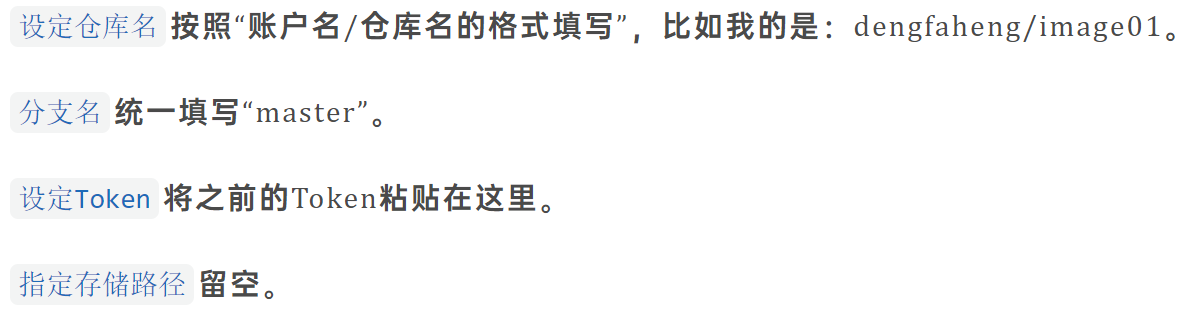 设定仓库名 按照“账户名/仓库名的格式填写”，比如我的是：dengfaheng/image01。
分支名 统一填写“master”。
设定Token 将之前的Token粘贴在这里。
指定存储路径 留空。